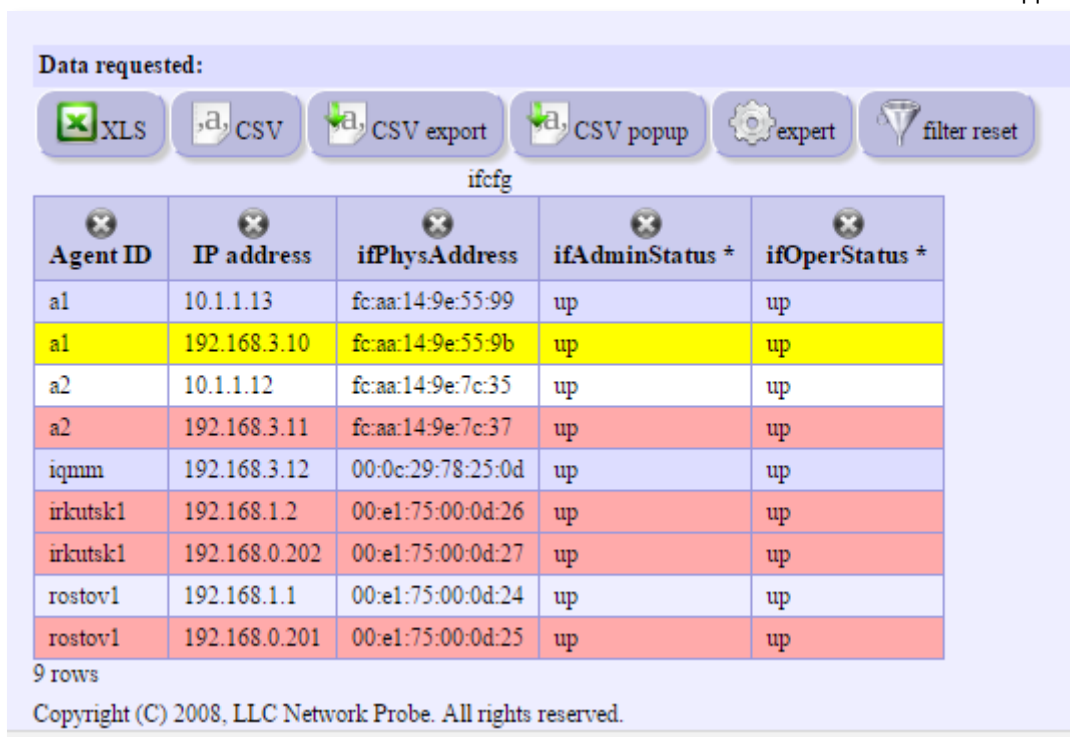 Data requested:
XLS CSV CSV export CSV popup expert filter reset
ifcfg
Agent ID IP address ifPhysAddress ifAdminStatus * ifOperStatus *
a1 10.1.1.13 fc:aa:14:9e:55:99 up up
a1 192.168.3.10 fc:aa:14:9e:55:9b up up
a2 10.1.1.12 fc:aa:14:9e:7c:35 up up
a2 192.168.3.11 fc:aa:14:9e:7c:37 up up
iqmm 192.168.3.12 00:0c:29:78:25:0d up up
irkutsk1 192.168.1.2 00:e1:75:00:0d:26 up up
irkutsk1 192.168.0.202 00:e1:75:00:0d:27 up up
rostov1 192.168.1.1 00:e1:75:00:0d:24 up up
rostov1 192.168.0.201 00:e1:75:00:0d:25 up up
9 rows
Copyright (C) 2008, LLC Network Probe. All rights reserved.